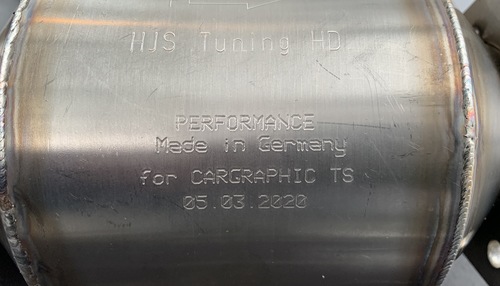 HJS Tuning HD
PERFORMANCE
Made in Germany
for CARGRAPHIC TS
05.03.2020